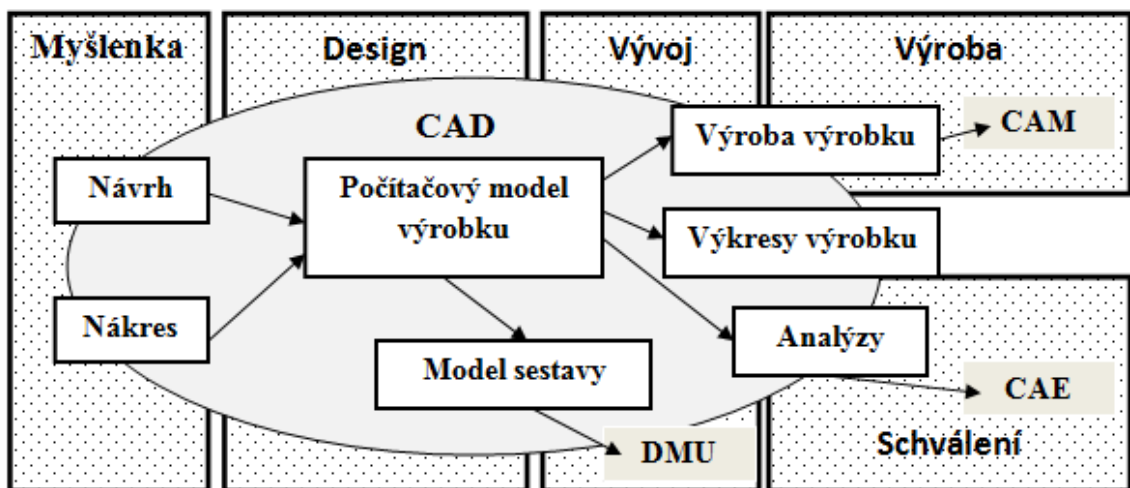 Myšlenka
Design
Vývoj
Výroba
CAD
Výroba výrobku
CAM
Návrh
Počítačový model
výrobku
Výkresy výrobku
Nákres
Model sestavy
Analýzy
CAE
DMU
Schválení